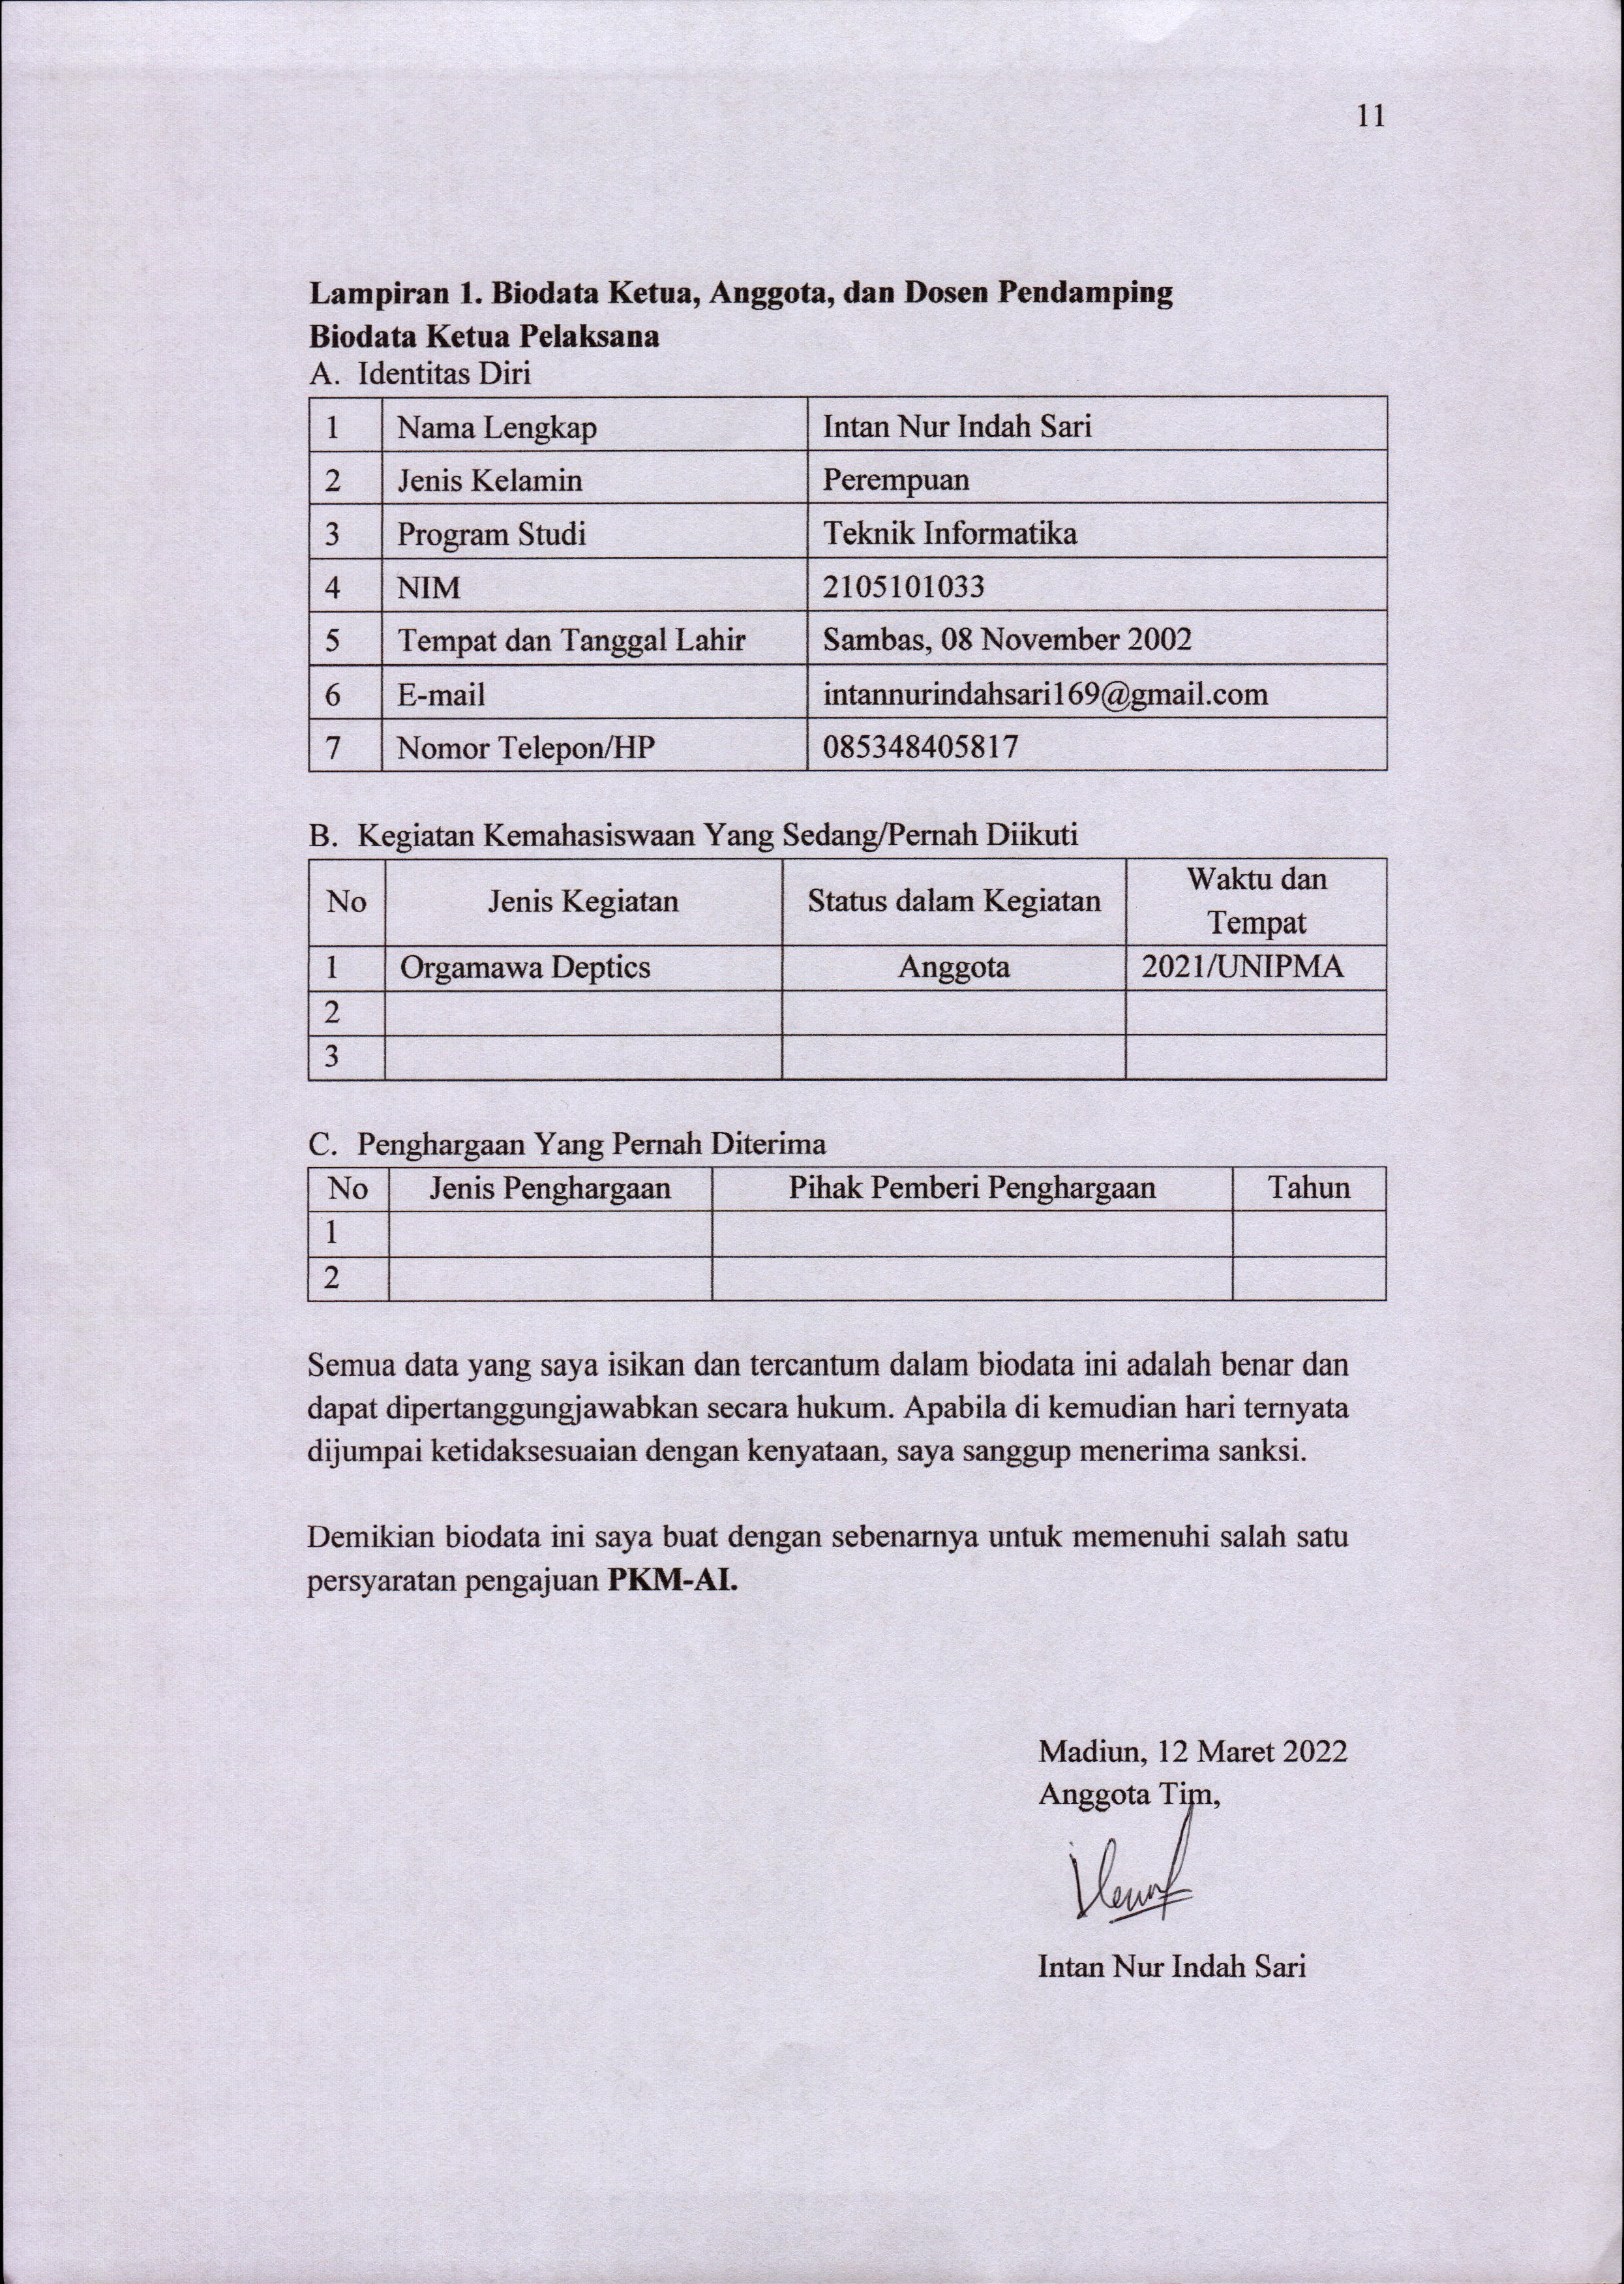 11
Lampiran 1. Biodata Ketua, Anggota, dan Dosen Pendamping
Biodata Ketua Pelaksana
A. Identitas Diri
1 Nama Lengkap Intan Nur Indah Sari
2 Jenis Kelamin Perempuan
3 Program Studi Teknik Informatika
4 NIM 2105101033
5 Tempat dan Tanggal Lahir Sambas, 08 November 2002
6 E-mail intannurindahsari169@gmail.com
7 Nomor Telepon/HP 085348405817
B. Kegiatan Kemahasiswaan Yang Sedang/Pernah Diikuti
No Jenis Kegiatan Status dalam Kegiatan Waktu dan
Tempat
1 Orgamawa Deptics Anggota 2021/UNIPMA
2
3
C. Penghargaan Yang Pernah Diterima
No Jenis Penghargaan Pihak Pemberi Penghargaan Tahun
1
2
Semua data yang saya isikan dan tercantum dalam biodata ini adalah benar dan
dapat dipertanggungjawabkan secara hukum. Apabila di kemudian hari ternyata
dijumpai ketidaksesuaian dengan kenyataan, saya sanggup menerima sanksi.
Demikian biodata ini saya buat dengan sebenarnya untuk memenuhi salah satu
persyaratan pengajuan PKM-AI.
Madiun, 12 Maret 2022
Anggota Tim,
Intan Nur Indah Sari